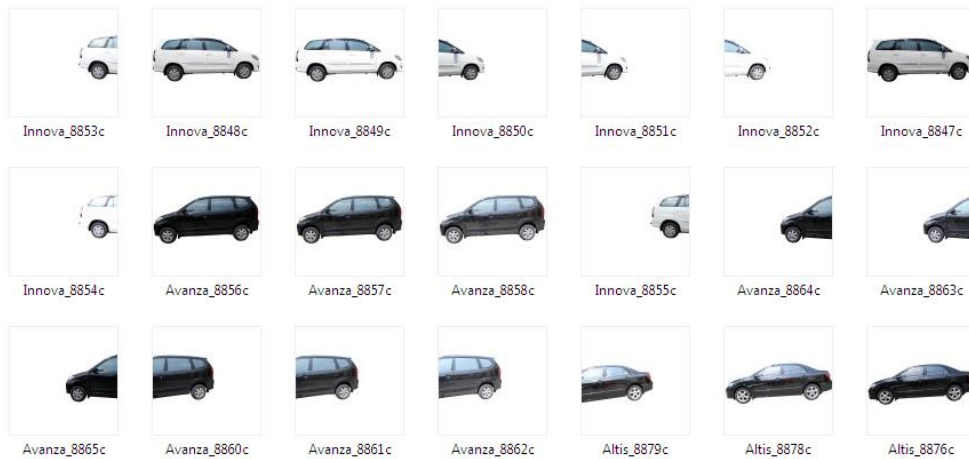 Innova_8853c Innova_8848c Innova_8849c Innova_8850c Innova_8851c Innova_8852c Innova_8847c
Innova_8854c Avanza_8856c Avanza_8857c Avanza_8858c Innova_8855c Avanza_8864c Avanza_8863c
Avanza_8865c Avanza_8860c Avanza_8861c Avanza_8862c Altis_8879c Altis_8878c Altis_8876c